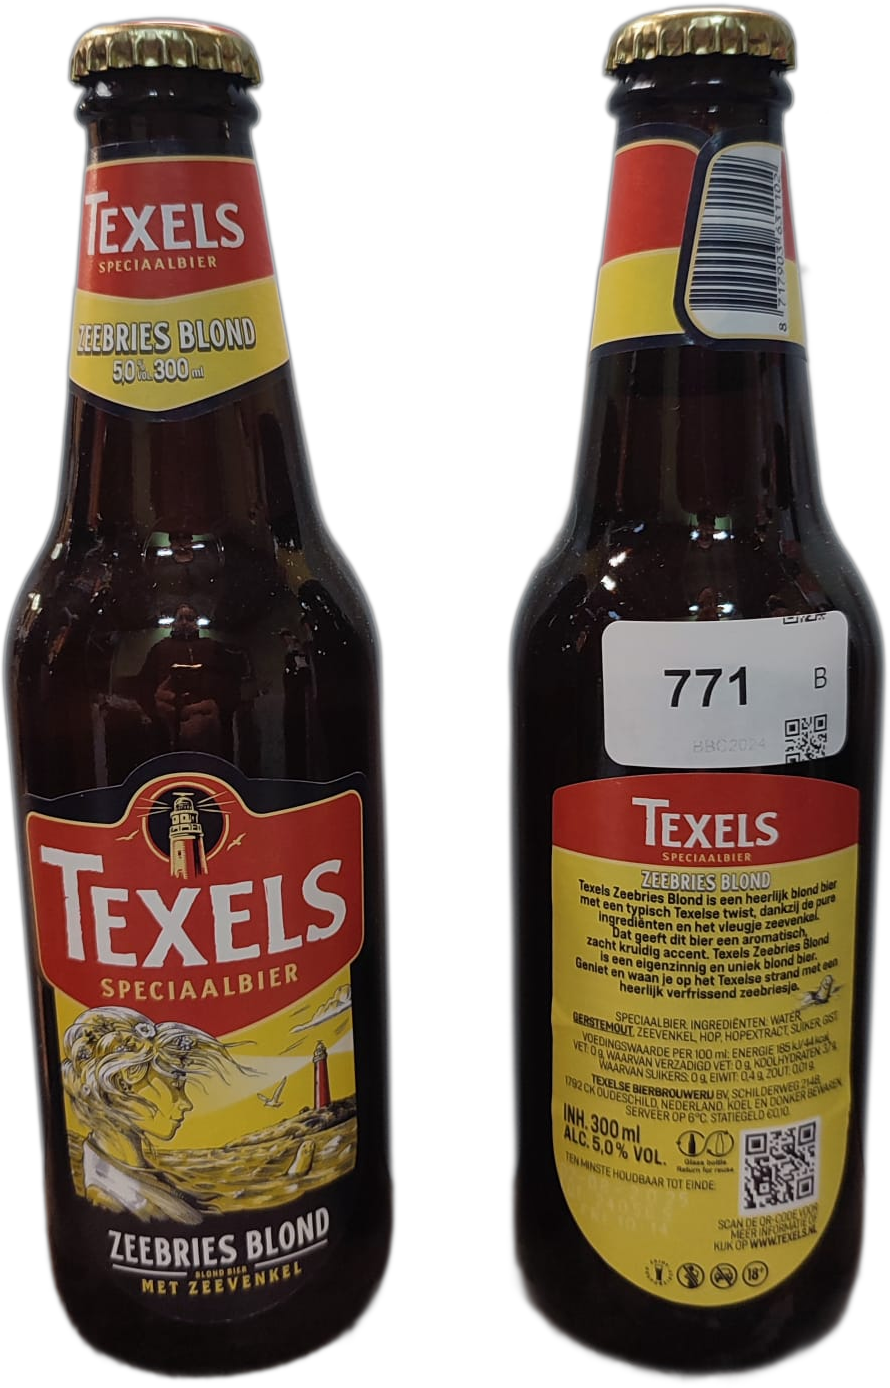 TEXELS
SPECIAALBIER
ZEEBRIES BLOND
5,0% VOL. 300 ml
TEXELS
SPECIAALBIER
ZEEBRIES BLOND
BLOND BIER
MET ZEEVENKEL
8 717903 631102
771
B
BBC2024
TEXELS
SPECIAALBIER
ZEEBRIES BLOND
Texels Zeebries Blond is een heerlijk blond bier
met een typisch Texelse twist, dankzij de pure
ingrediënten en het vleugje zeevenkel.
Dat geeft dit bier een aromatisch,
zacht kruidig accent. Texels Zeebries Blond
is een eigenzinnig en uniek blond bier.
Geniet en waan je op het Texelse strand met een
heerlijk verfrissend zeebriesje.
SPECIAALBIER: INGREDIËNTEN: WATER,
GERSTEMOUT, ZEEVENKEL, HOP, HOPEXTRACT, SUIKER, GIST.
VOEDINGSWAARDE PER 100 ml: ENERGIE 185 kJ/44 kcal,
VET: 0 g, WAARVAN VERZADIGD VET: 0 g, KOOLHYDRATEN:
WAARVAN SUIKERS: 0 g, EIWIT: 0,4 g, ZOUT: 0,01 g.
TEXELSE BIERBROUWERIJ BV, SCHILDERWEG 214B,
1792 CK OUDESCHILD, NEDERLAND. KOEL EN DONKER BEWAREN.
SERVEER OP 6°C. STATIEGELD €0,10.
INH. 300 ml
ALC. 5,0% VOL.
Glass bottle
Return for reuse
TEN MINSTE HOUDBAAR TOT EINDE:
SCAN DE QR-CODE VOOR
MEER INFORMATIE OF
KIJK OP WWW.TEXELS.NL
18+